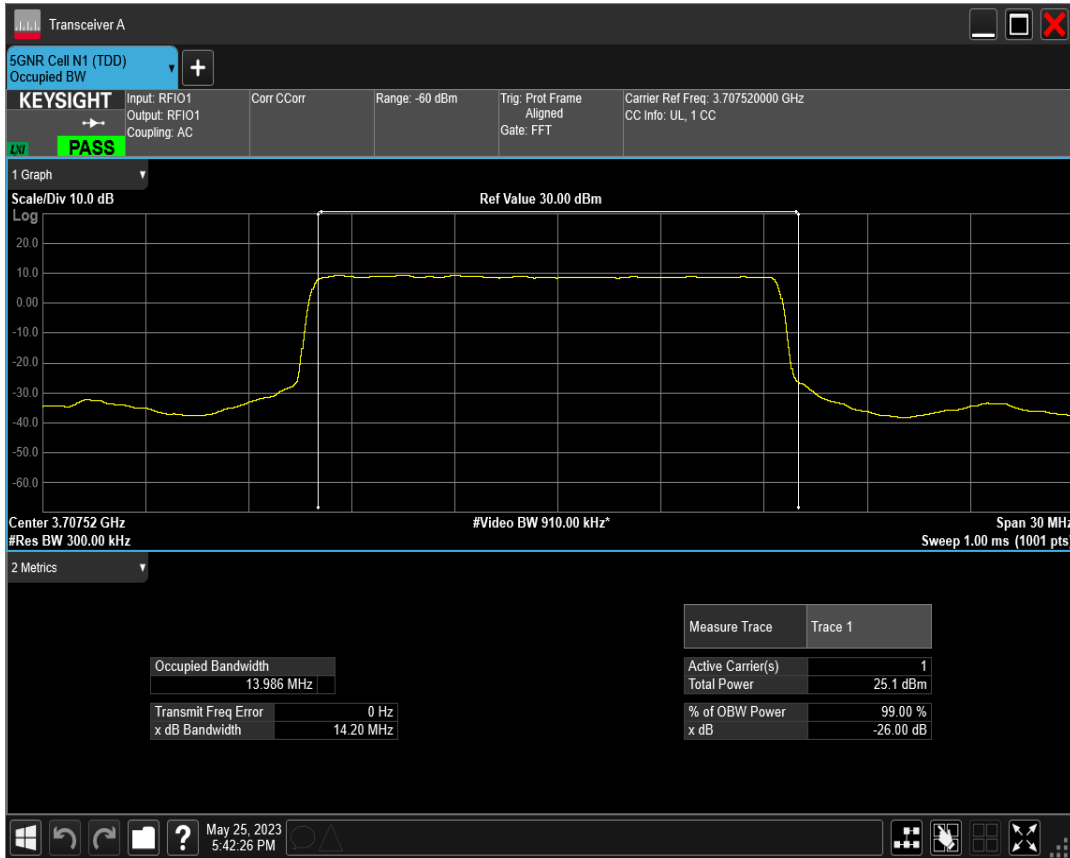 Transceiver A
5GNR Cell N1 (TDD)
Occupied BW
+
KEYSIGHT
LXI
PASS
Input: RFIO1
Output: RFIO1
Coupling: AC
Corr CCorr
Range: -60 dBm
Trig: Prot Frame
Aligned
Gate: FFT
Carrier Ref Freq: 3.707520000 GHz
CC Info: UL, 1 CC
1 Graph
Scale/Div 10.0 dB
Ref Value 30.00 dBm
Log
20.0
10.0
0.00
-10.0
-20.0
-30.0
-40.0
-50.0
-60.0
Center 3.70752 GHz
#Video BW 910.00 kHz*
Span 30 MHz
#Res BW 300.00 kHz
Sweep 1.00 ms (1001 pts)
2 Metrics
Measure Trace Trace 1
Occupied Bandwidth
13.986 MHz
Active Carrier(s) 1
Total Power 25.1 dBm
Transmit Freq Error 0 Hz
x dB Bandwidth 14.20 MHz
% of OBW Power 99.00 %
x dB -26.00 dB
?
May 25, 2023
5:42:26 PM